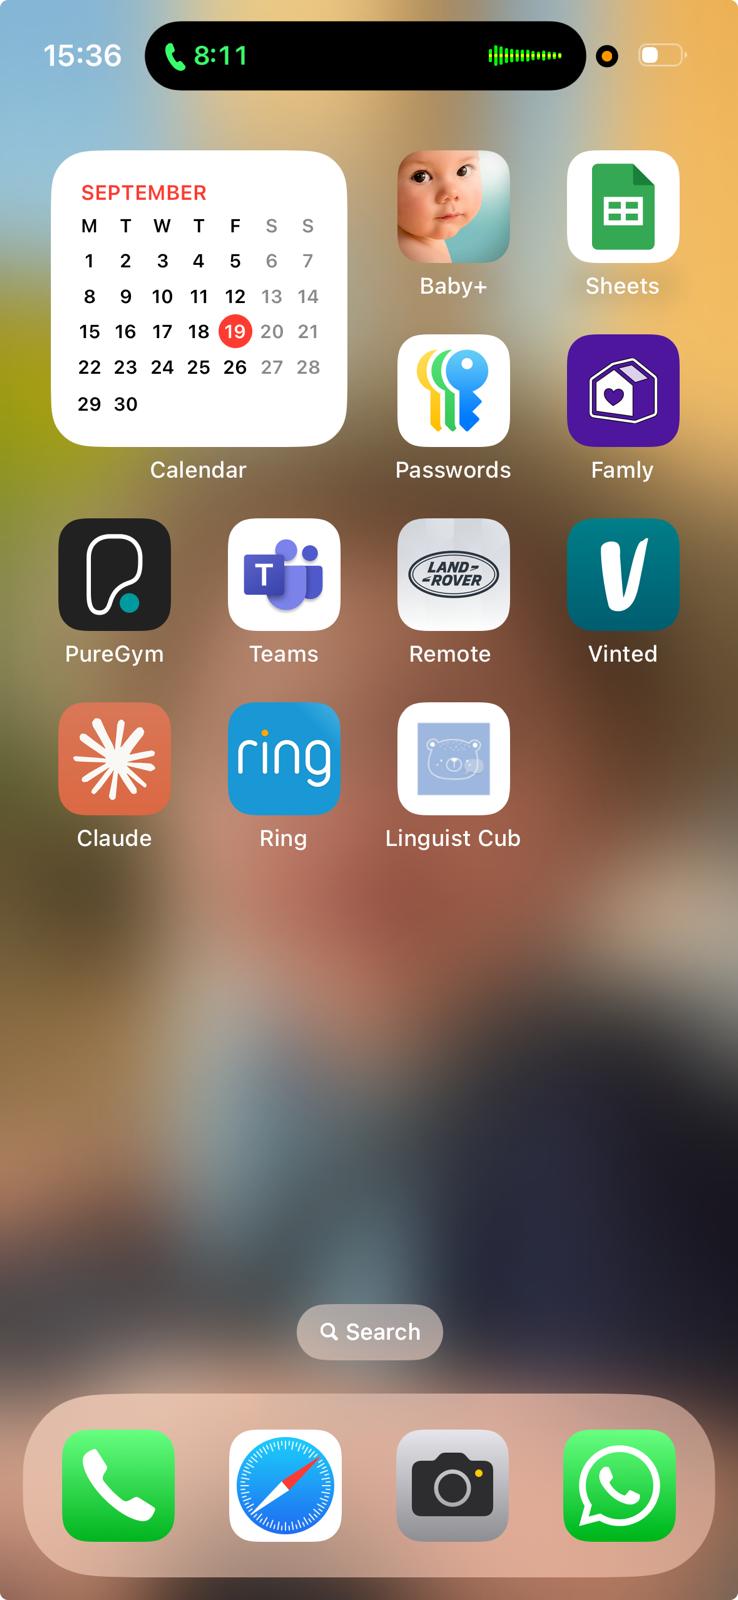 15:36
8:11
SEPTEMBER
M T W T F S S
1 2 3 4 5 6 7
8 9 10 11 12 13 14
15 16 17 18 19 20 21
22 23 24 25 26 27 28
29 30
Calendar
Baby+
Sheets
Passwords
Famly
T
LAND-
-ROVER
V
PureGym
Teams
Remote
Vinted
ring
Claude
Ring
Linguist Cub
Search